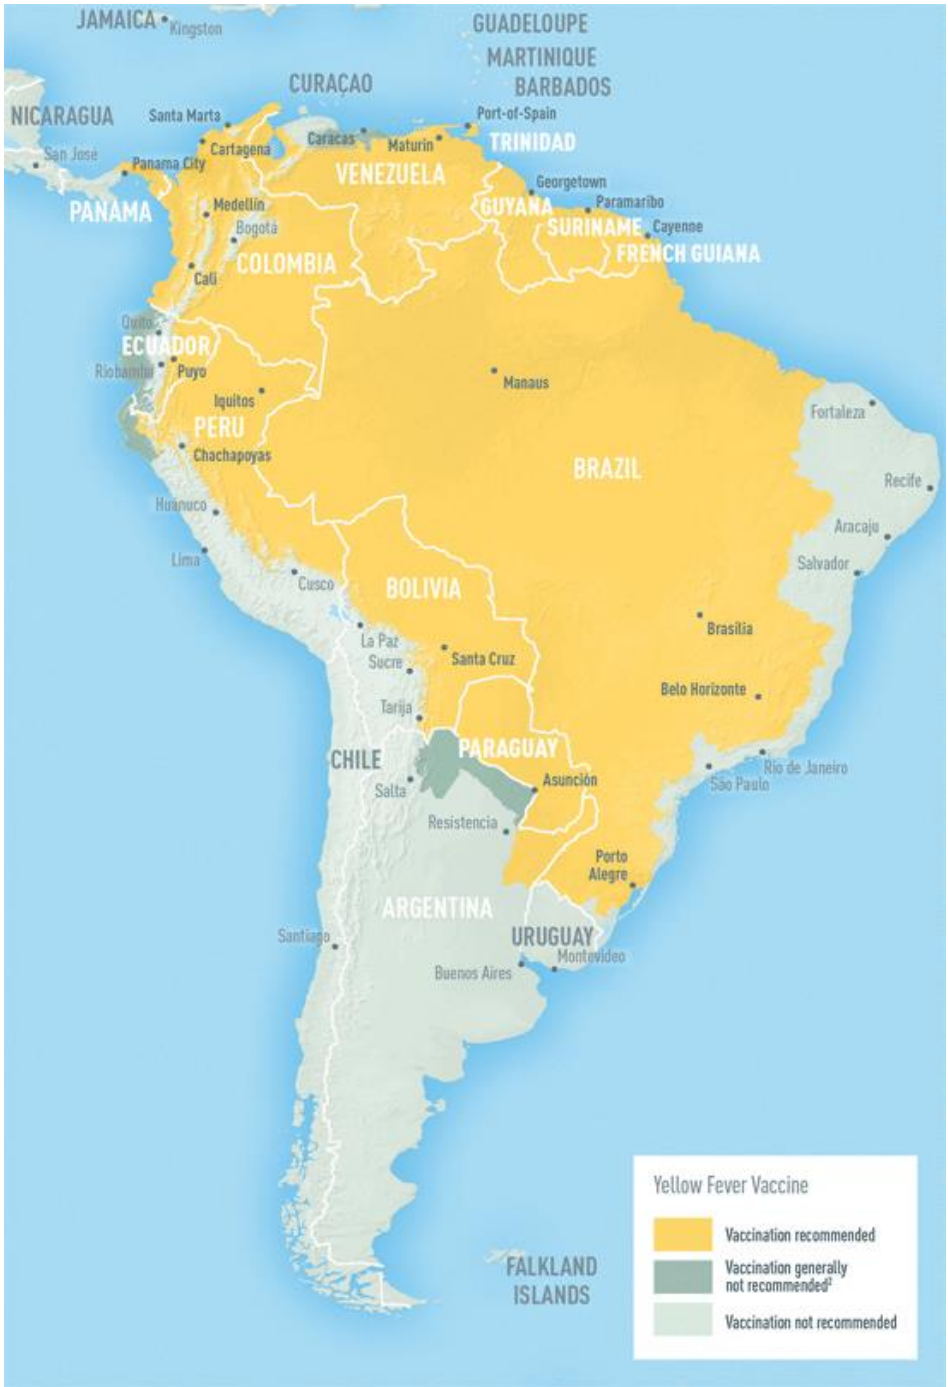 JAMAICA
Kingston
GUADELOUPE
MARTINIQUE
BARBADOS
CURAÇAO
NICARAGUA
Santa Marta
Port-of-Spain
Caracas
Maturin
TRINIDAD
San José
Cartagena
Panama City
VENEZUELA
Georgetown
PANAMA
Medellín
GUYANA
Paramaribo
Bogotá
SURINAME
Cayenne
COLOMBIA
FRENCH GUIANA
Cali
Quito
ECUADOR
Riobamba
Puyo
Manaus
Iquitos
Fortaleza
PERU
Chachapoyas
BRAZIL
Recife
Huánuco
Aracaju
Lima
Salvador
Cusco
BOLIVIA
Brasilia
La Paz
Sucre
Santa Cruz
Belo Horizonte
Tarija
PARAGUAY
CHILE
Rio de Janeiro
Asunción
São Paulo
Salta
Resistencia
Porto
Alegre
ARGENTINA
Santiago
URUGUAY
Montevideo
Buenos Aires
Yellow Fever Vaccine
Vaccination recommended
Vaccination generally
not recommended²
Vaccination not recommended
FALKLAND
ISLANDS